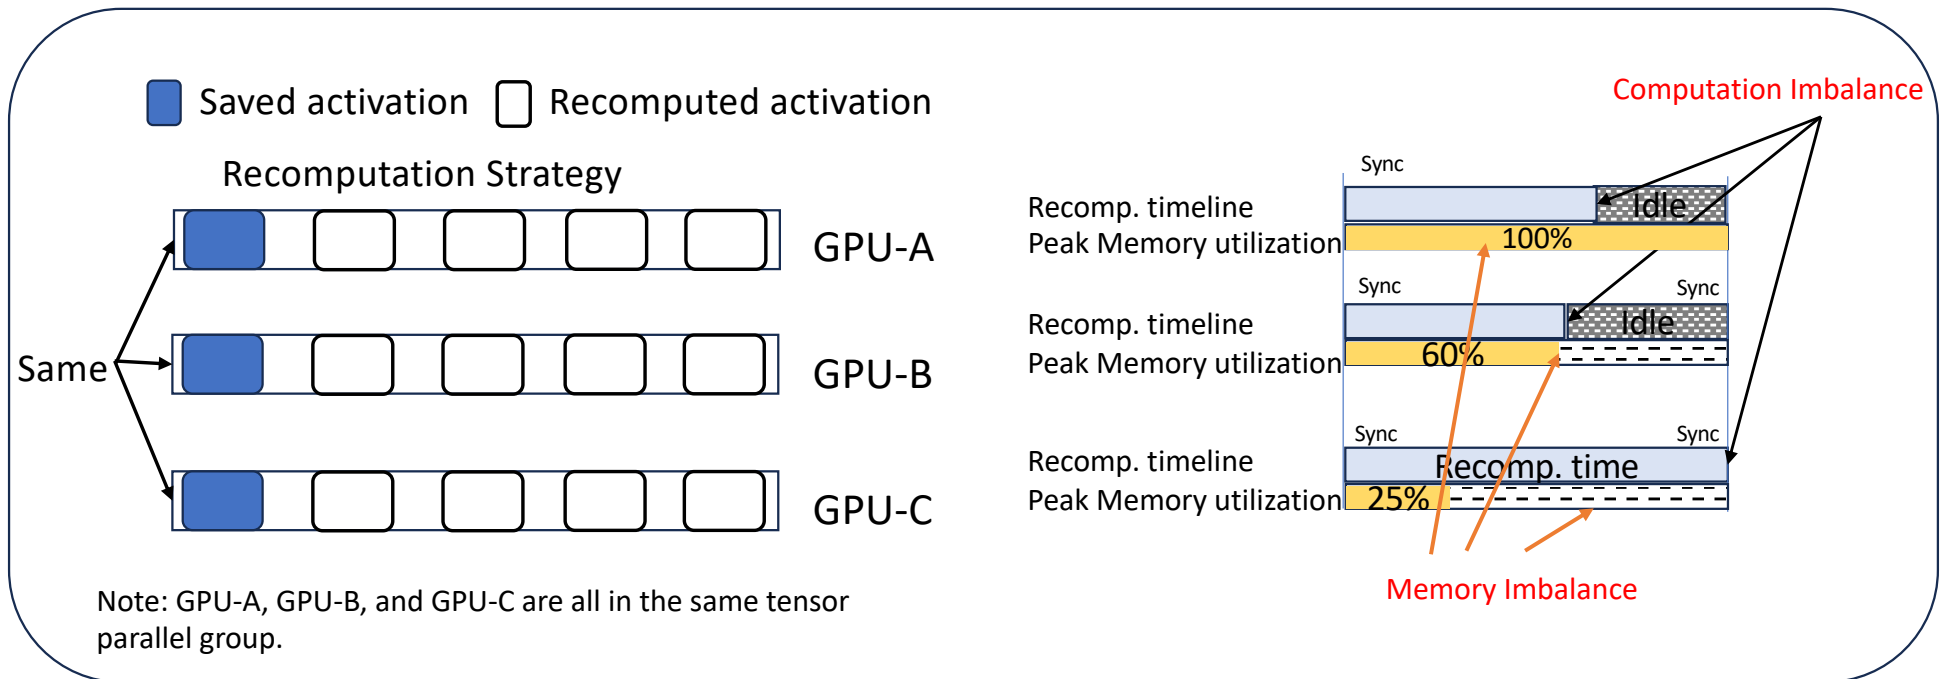 Saved activation
Recomputed activation
Recomputation Strategy
GPU-A
GPU-B
GPU-C
Same
Note: GPU-A, GPU-B, and GPU-C are all in the same tensor
parallel group.
Computation Imbalance
Sync
Recomp. timeline
Idle
Peak Memory utilization
100%
Sync
Sync
Recomp. timeline
Idle
Peak Memory utilization
60%
Sync
Sync
Recomp. timeline
Recomp. time
Peak Memory utilization
25%
Memory Imbalance